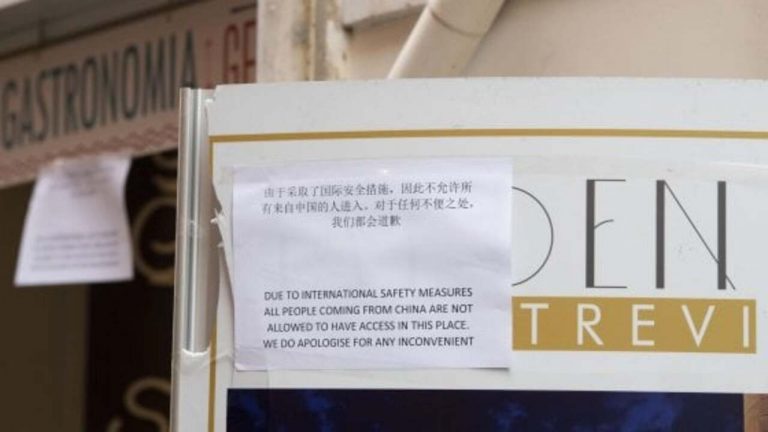 GASTRONOMIA
GE
由于采取了国际安全措施，因此不允许所
有来自中国的人进入。对于任何不便之处，
我们都会道歉
DUE TO INTERNATIONAL SAFETY MEASURES
ALL PEOPLE COMING FROM CHINA ARE NOT
ALLOWED TO HAVE ACCESS IN THIS PLACE.
WE DO APOLOGISE FOR ANY INCONVENIENT
DEN
TREVI